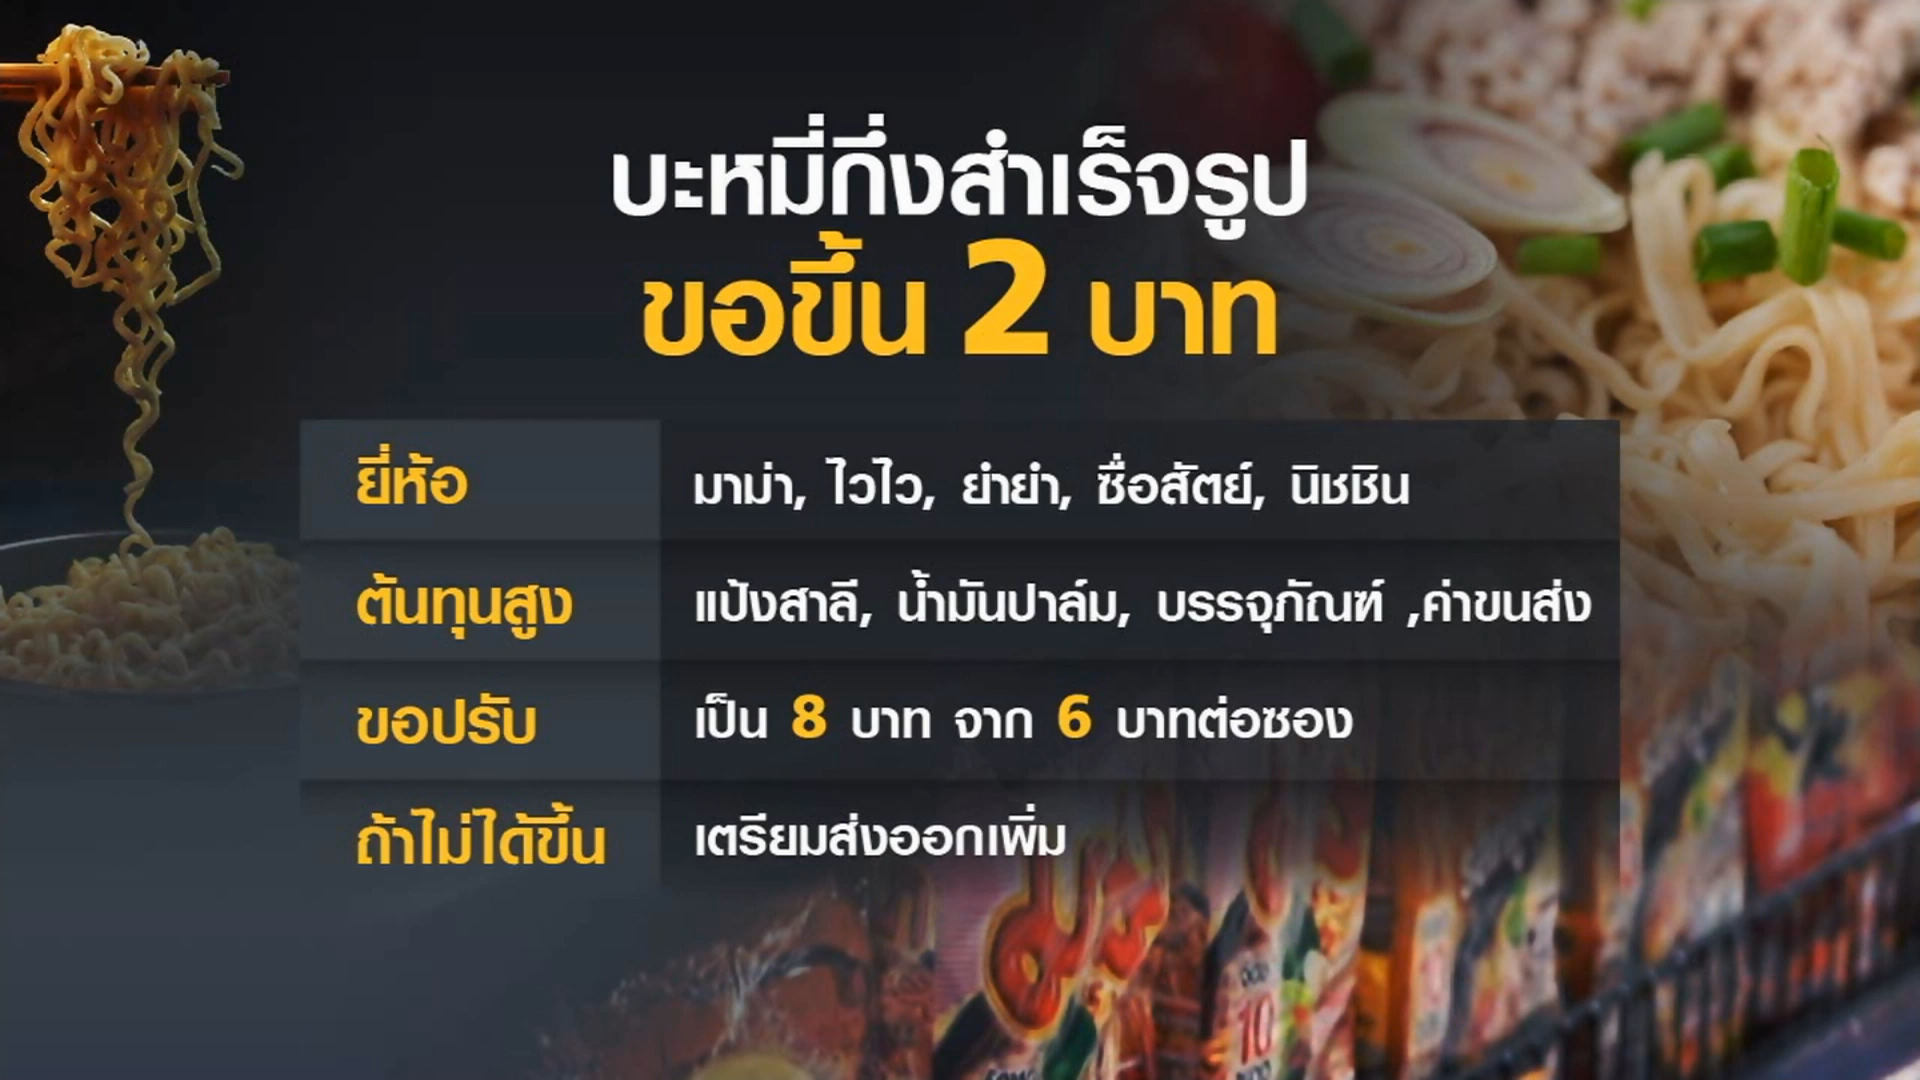 บะหมี่กึ่งสำเร็จรูป
ขอขึ้น 2 บาท
ยี่ห้อ
มาม่า, ไวไว, ยำยำ, ซื่อสัตย์, นิชชิน
ต้นทุนสูง
แป้งสาลี, น้ำมันปาล์ม, บรรจุภัณฑ์ ,ค่าขนส่ง
ขอปรับ
เป็น 8 บาท จาก 6 บาทต่อซอง
ถ้าไม่ได้ขึ้น
เตรียมส่งออกเพิ่ม
10